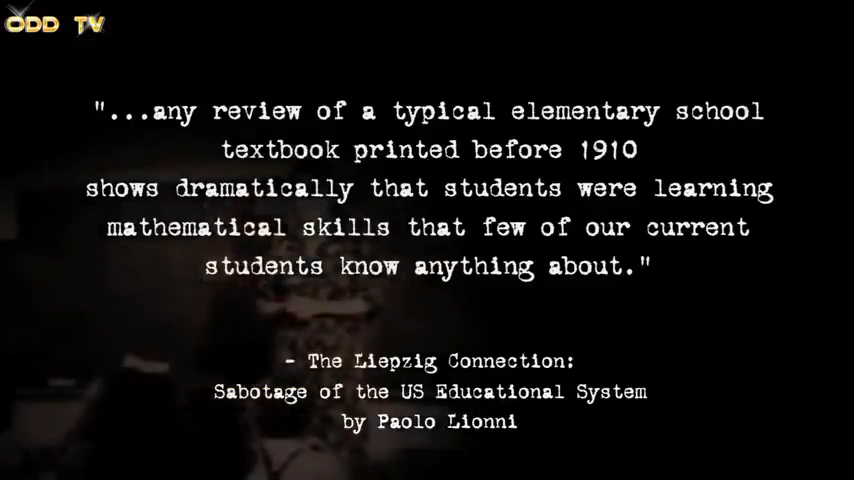 ODD TV
"...any review of a typical elementary school
textbook printed before 1910
shows dramatically that students were learning
mathematical skills that few of our current
students know anything about."
- The Liepzig Connection:
Sabotage of the US Educational System
by Paolo Lionni